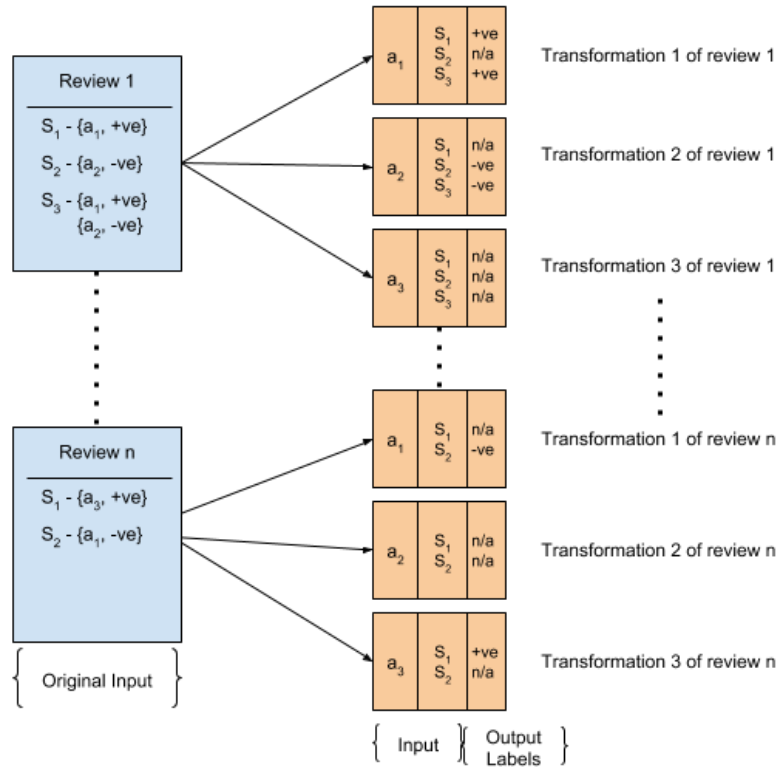 Review 1
S₁ - {a₁, +ve}
S₂ - {a₂, -ve}
S₃ - {a₁, +ve}
{a₂, -ve}
a₁
S₁ +ve
S₂ n/a
S₃ +ve
Transformation 1 of review 1
a₂
S₁ n/a
S₂ -ve
S₃ -ve
Transformation 2 of review 1
a₃
S₁ n/a
S₂ n/a
S₃ n/a
Transformation 3 of review 1
Review n
S₁ - {a₃, +ve}
S₂ - {a₁, -ve}
a₁
S₁ n/a
S₂ -ve
Transformation 1 of review n
a₂
S₁ n/a
S₂ n/a
Transformation 2 of review n
a₃
S₁ +ve
S₂ n/a
Transformation 3 of review n
Original Input
Input
Output
Labels